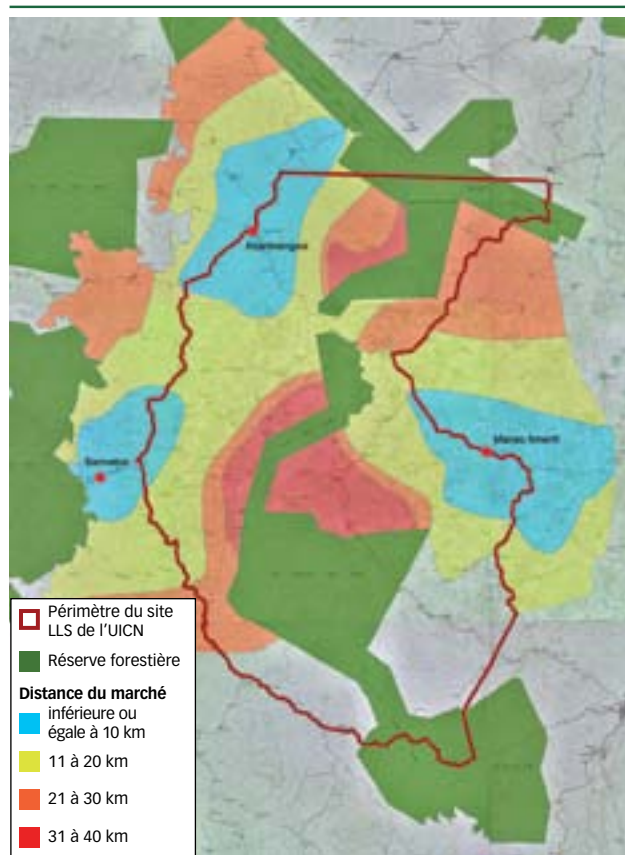 Périmètre du site
LLS de l'UICN
Réserve forestière
Distance du marché
inférieure ou
égale à 10 km
11 à 20 km
21 à 30 km
31 à 40 km